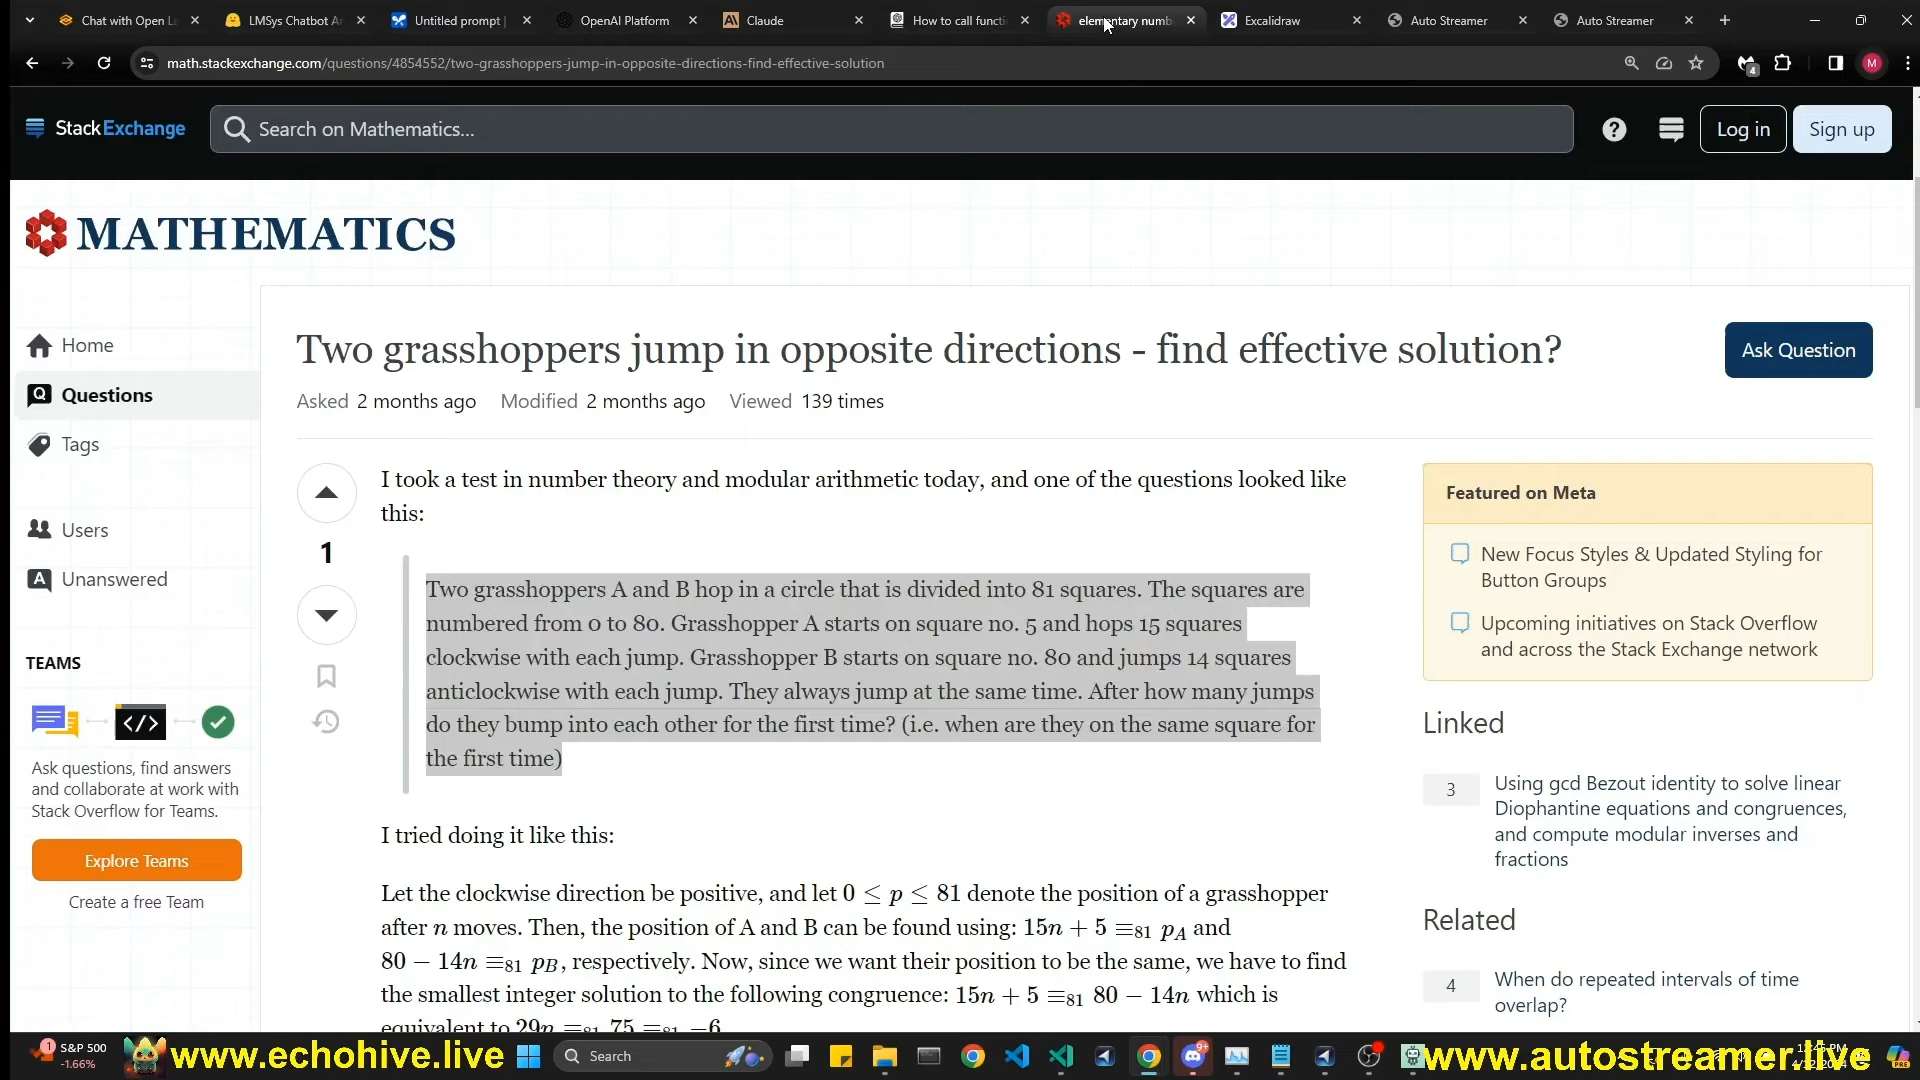 Chat with Open La
LMSys Chatbot Ar
Untitled prompt |
OpenAI Platform
Claude
How to call functi
elementary numb
Excalidraw
Auto Streamer
Auto Streamer
math.stackexchange.com/questions/4854552/two-grasshoppers-jump-in-opposite-directions-find-effective-solution
4
M
StackExchange
Search on Mathematics...
Log in
Sign up
MATHEMATICS
Home
Questions
Tags
Users
Unanswered
TEAMS
Ask questions, find answers
and collaborate at work with
Stack Overflow for Teams.
Explore Teams
Create a free Team
Two grasshoppers jump in opposite directions - find effective solution?
Ask Question
Asked 2 months ago Modified 2 months ago Viewed 139 times
1
I took a test in number theory and modular arithmetic today, and one of the questions looked like
this:
Two grasshoppers A and B hop in a circle that is divided into 81 squares. The squares are
numbered from 0 to 80. Grasshopper A starts on square no. 5 and hops 15 squares
clockwise with each jump. Grasshopper B starts on square no. 80 and jumps 14 squares
anticlockwise with each jump. They always jump at the same time. After how many jumps
do they bump into each other for the first time? (i.e. when are they on the same square for
the first time)
I tried doing it like this:
Let the clockwise direction be positive, and let 0 ≤ p ≤ 81 denote the position of a grasshopper
after n moves. Then, the position of A and B can be found using: 15n + 5 ≡₈₁ p_A and
80 − 14n ≡₈₁ p_B, respectively. Now, since we want their position to be the same, we have to find
the smallest integer solution to the following congruence: 15n + 5 ≡₈₁ 80 − 14n which is
equivalent to 29n ≡₈₁ 75 ≡₈₁ −6
Featured on Meta
New Focus Styles & Updated Styling for
Button Groups
Upcoming initiatives on Stack Overflow
and across the Stack Exchange network
Linked
3
Using gcd Bezout identity to solve linear
Diophantine equations and congruences,
and compute modular inverses and
fractions
Related
4
When do repeated intervals of time
overlap?
1
S&P 500
-1.66%
www.echohive.live
Search
9+
www.autostreamer.live